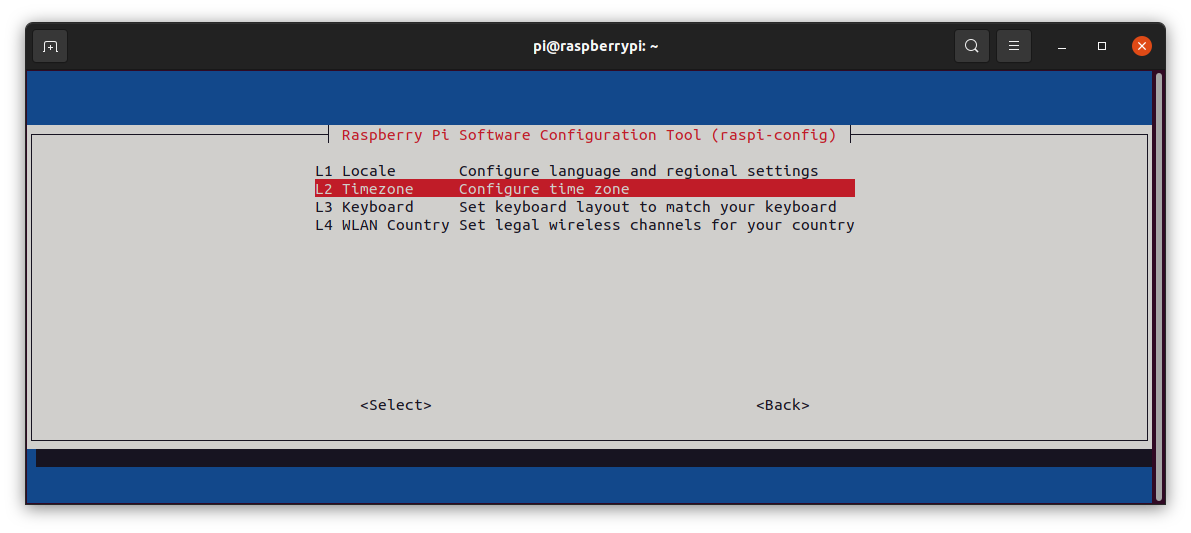 pi@raspberrypi: ~
Raspberry Pi Software Configuration Tool (raspi-config)
L1 Locale Configure language and regional settings
L2 Timezone Configure time zone
L3 Keyboard Set keyboard layout to match your keyboard
L4 WLAN Country Set legal wireless channels for your country
<Select> <Back>